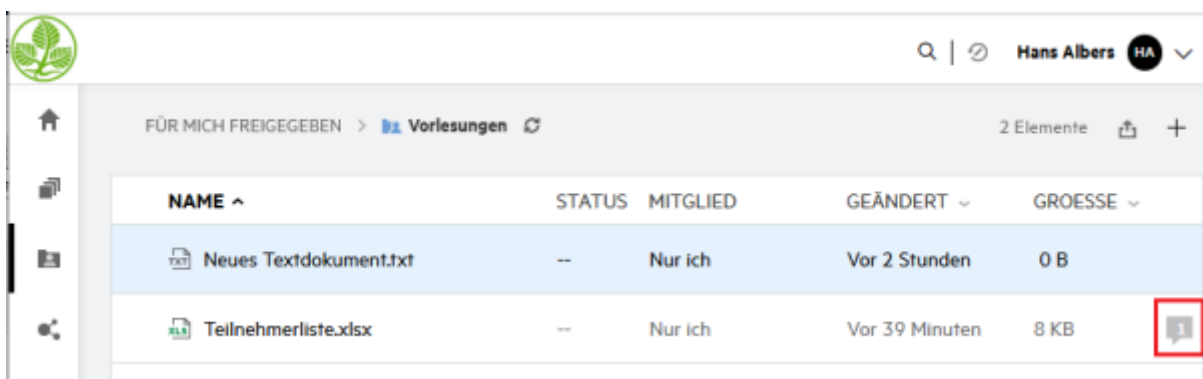 Hans Albers HA
FÜR MICH FREIGEGEBEN > Vorlesungen 2 Elemente
NAME STATUS MITGLIED GEÄNDERT GROESSE
TXT Neues Textdokument.txt -- Nur ich Vor 2 Stunden 0 B
XLS Teilnehmerliste.xlsx -- Nur ich Vor 39 Minuten 8 KB 1